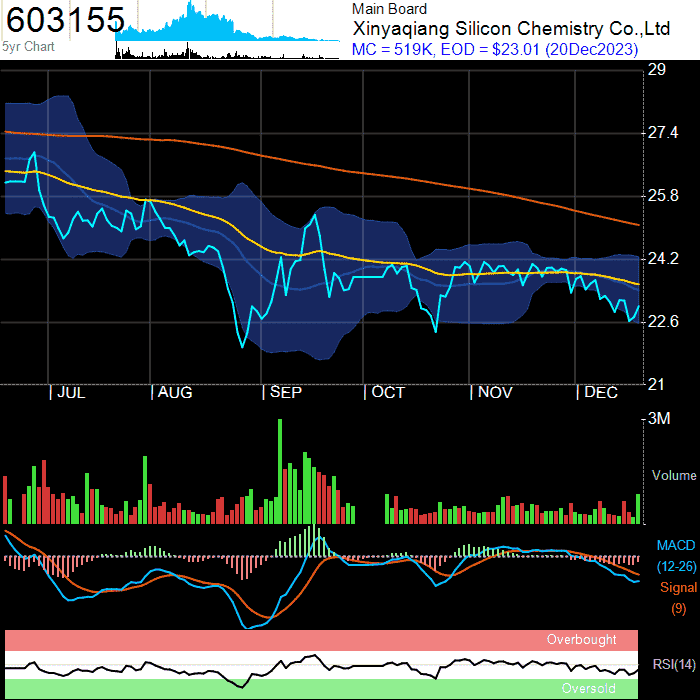 603155
5yr Chart
Main Board
Xinyaqiang Silicon Chemistry Co.,Ltd
MC = 519K, EOD = $23.01 (20Dec2023)
29
27.4
25.8
24.2
22.6
21
JUL AUG SEP OCT NOV DEC
3M
Volume
MACD
(12-26)
Signal
(9)
Overbought
RSI(14)
Oversold